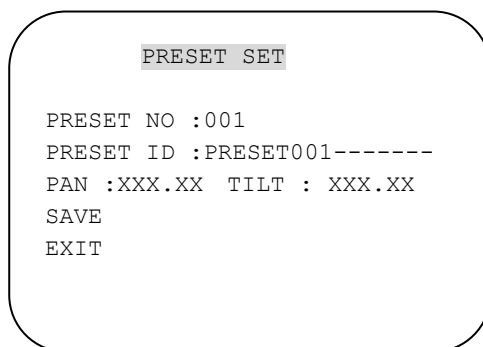 PRESET SET
PRESET NO :001
PRESET ID :PRESET001-------
PAN :XXX.XX TILT : XXX.XX
SAVE
EXIT